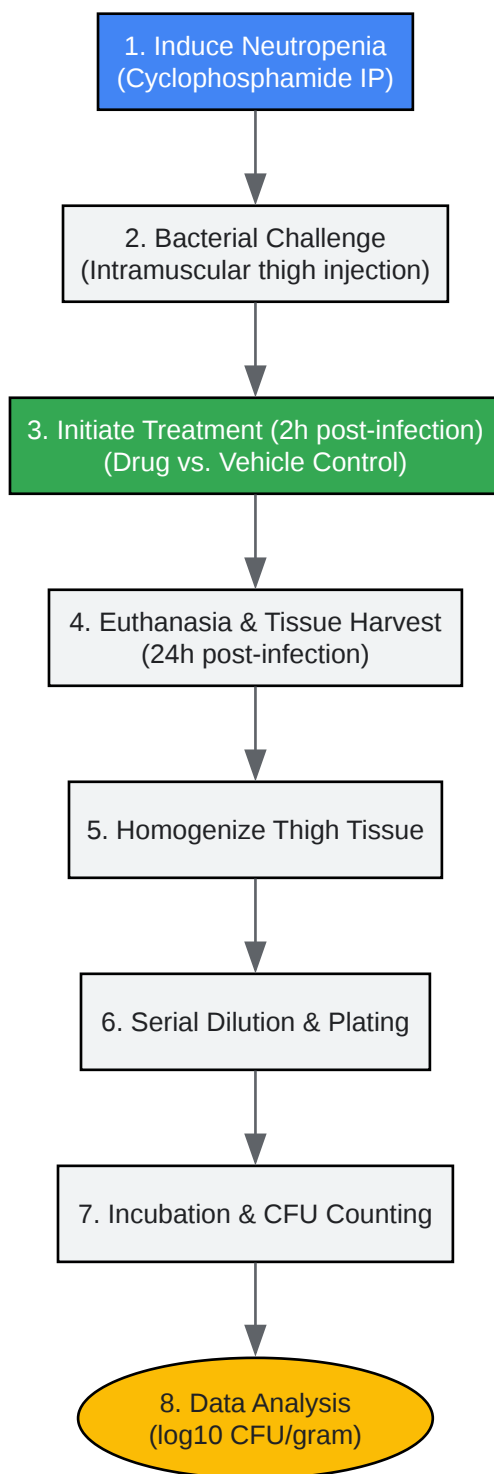 1. Induce Neutropenia
(Cyclophosphamide IP)
2. Bacterial Challenge
(Intramuscular thigh injection)
3. Initiate Treatment (2h post-infection)
(Drug vs. Vehicle Control)
4. Euthanasia & Tissue Harvest
(24h post-infection)
5. Homogenize Thigh Tissue
6. Serial Dilution & Plating
7. Incubation & CFU Counting
8. Data Analysis
(log10 CFU/gram)